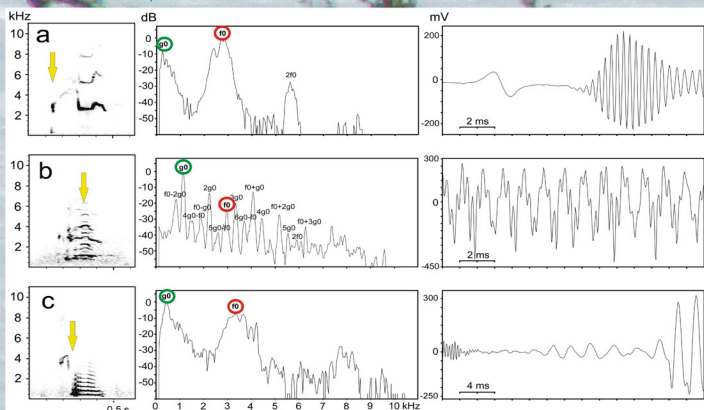 kHz
dB
mV
a
10
8
6
4
2
g0
f0
2f0
0
-10
-20
-30
-40
-50
200
0
-200
2 ms
b
10
8
6
4
2
g0
f0-2g0
2g0
f0-g0
f0
3g0
f0+g0
4g0-f0
5g0-f0
6g0-f0
4g0
f0+2g0
5g0
2f0
f0+3g0
0
-10
-20
-30
-40
-50
300
0
-450
2 ms
c
10
8
6
4
2
g0
f0
0
-10
-20
-30
-40
-50
-60
300
0
-250
4 ms
0.5 s
0 1 2 3 4 5 6 7 8 9 10 kHz